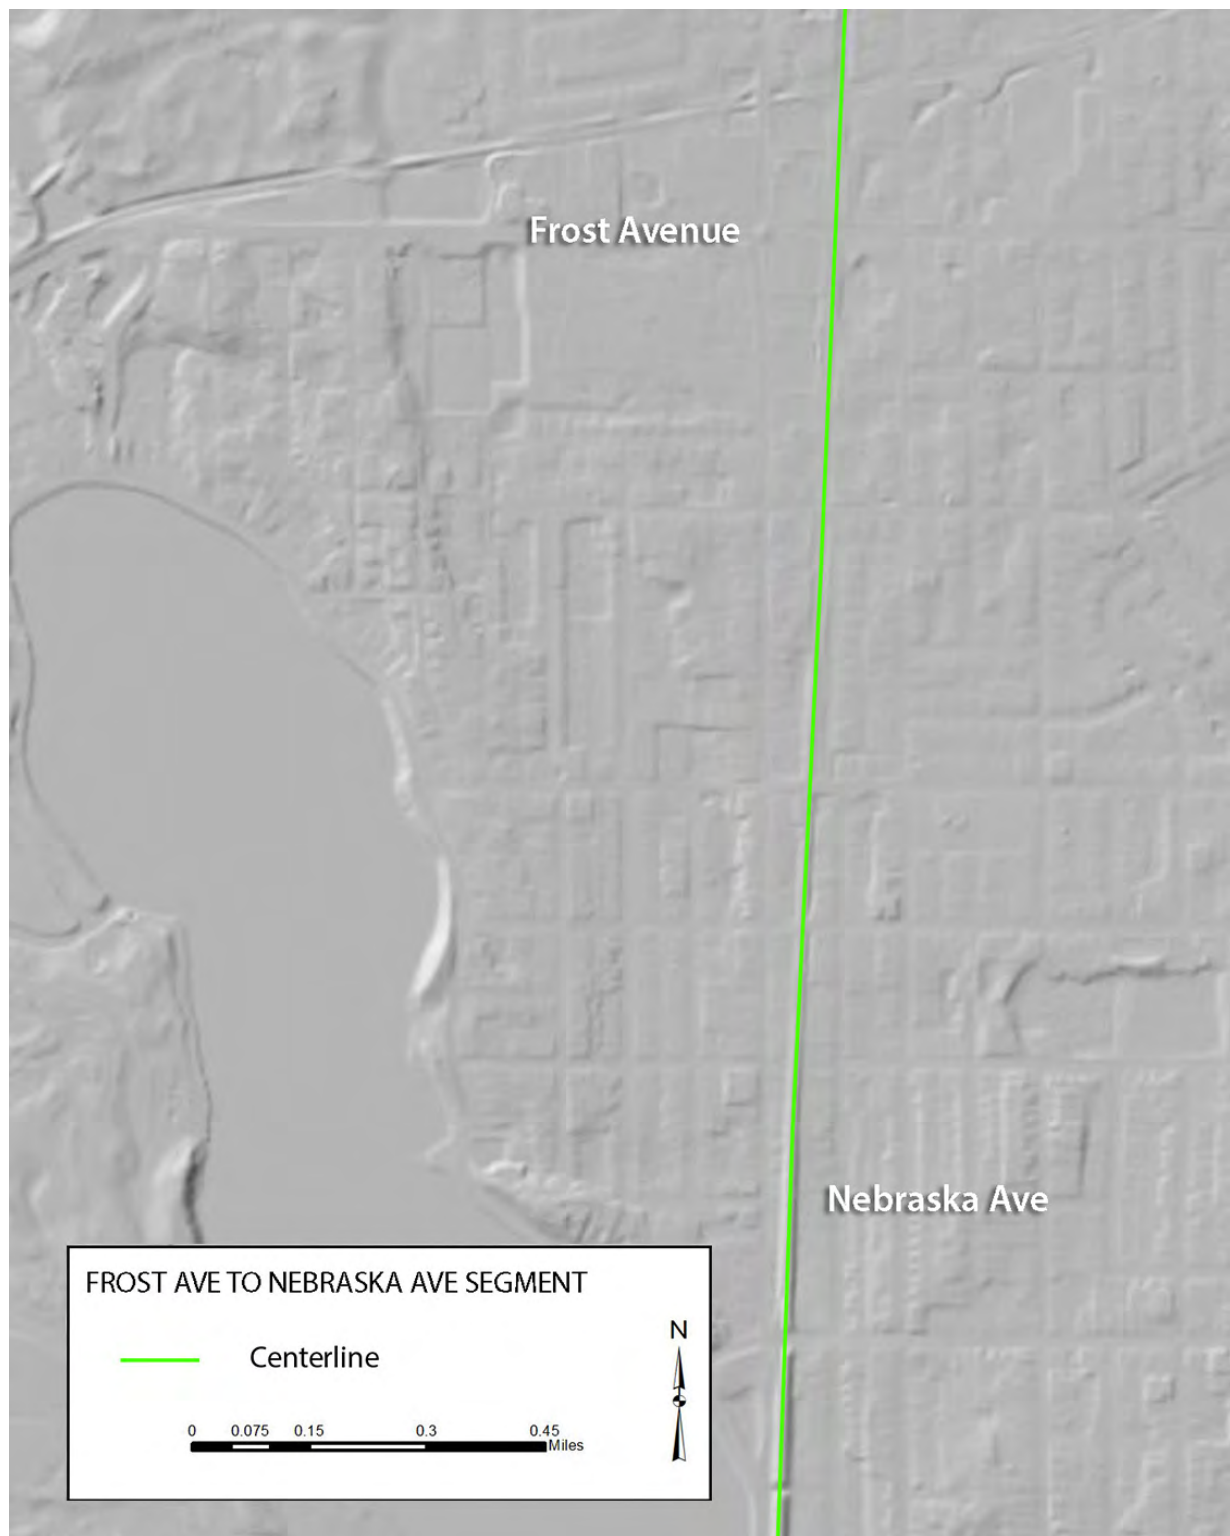 Frost Avenue
Nebraska Ave
FROST AVE TO NEBRASKA AVE SEGMENT
N
Centerline
0 0.075 0.15 0.3 0.45
Miles